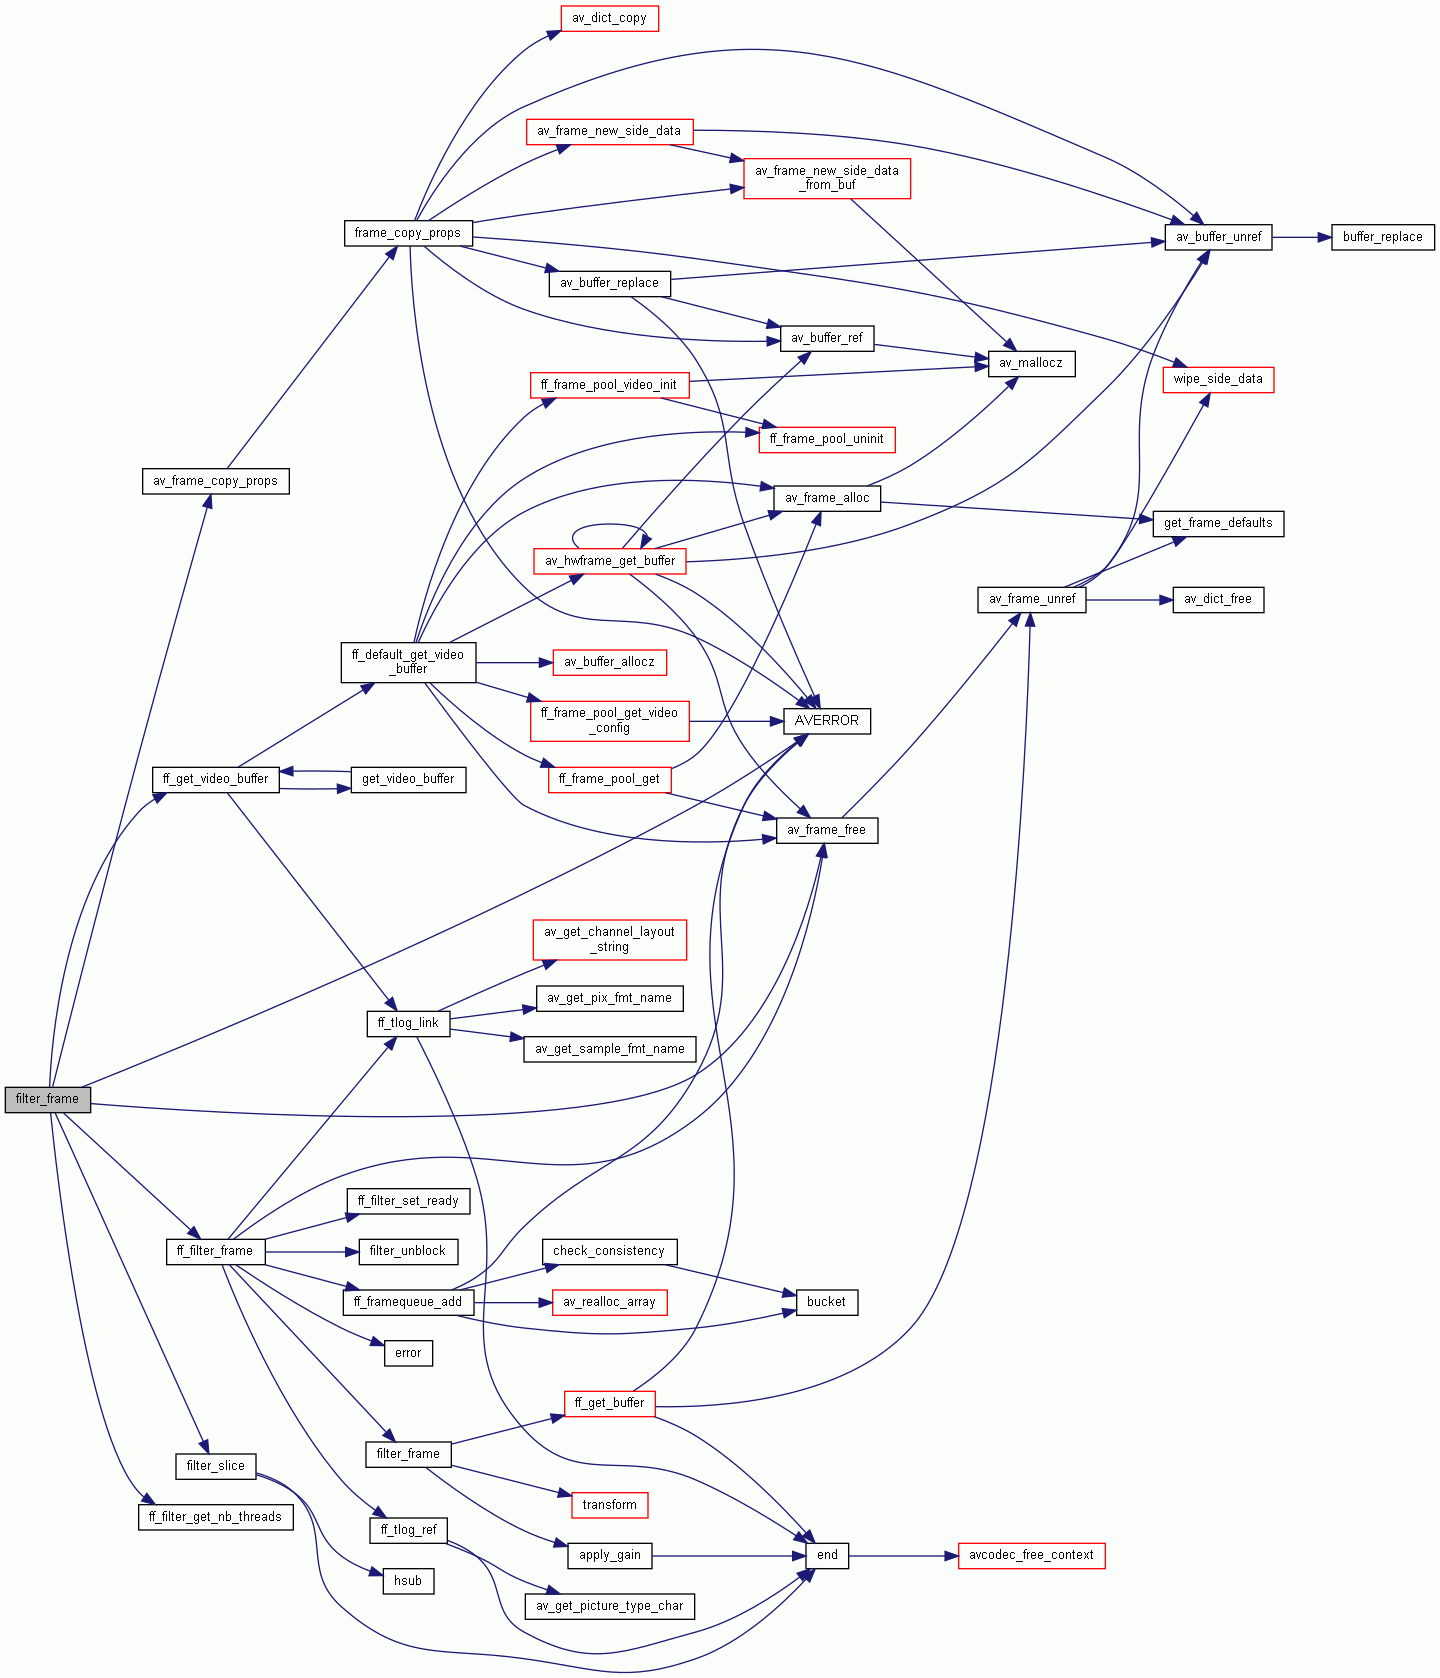 av_dict_copy
av_frame_new_side_data
av_frame_new_side_data
_from_buf
frame_copy_props
av_buffer_unref
buffer_replace
av_buffer_replace
av_buffer_ref
av_mallocz
ff_frame_pool_video_init
wipe_side_data
ff_frame_pool_uninit
av_frame_copy_props
av_frame_alloc
get_frame_defaults
av_hwframe_get_buffer
av_frame_unref
av_dict_free
ff_default_get_video
_buffer
av_buffer_allocz
ff_frame_pool_get_video
_config
AVERROR
ff_get_video_buffer
get_video_buffer
ff_frame_pool_get
av_frame_free
av_get_channel_layout
_string
av_get_pix_fmt_name
ff_tlog_link
av_get_sample_fmt_name
filter_frame
ff_filter_set_ready
ff_filter_frame
filter_unblock
check_consistency
ff_framequeue_add
av_realloc_array
bucket
error
ff_get_buffer
filter_frame
filter_slice
transform
ff_filter_get_nb_threads
ff_tlog_ref
apply_gain
end
avcodec_free_context
hsub
av_get_picture_type_char